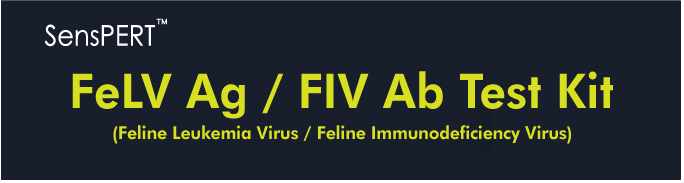 SensPERT™
FeLV Ag / FIV Ab Test Kit
(Feline Leukemia Virus / Feline Immunodeficiency Virus)